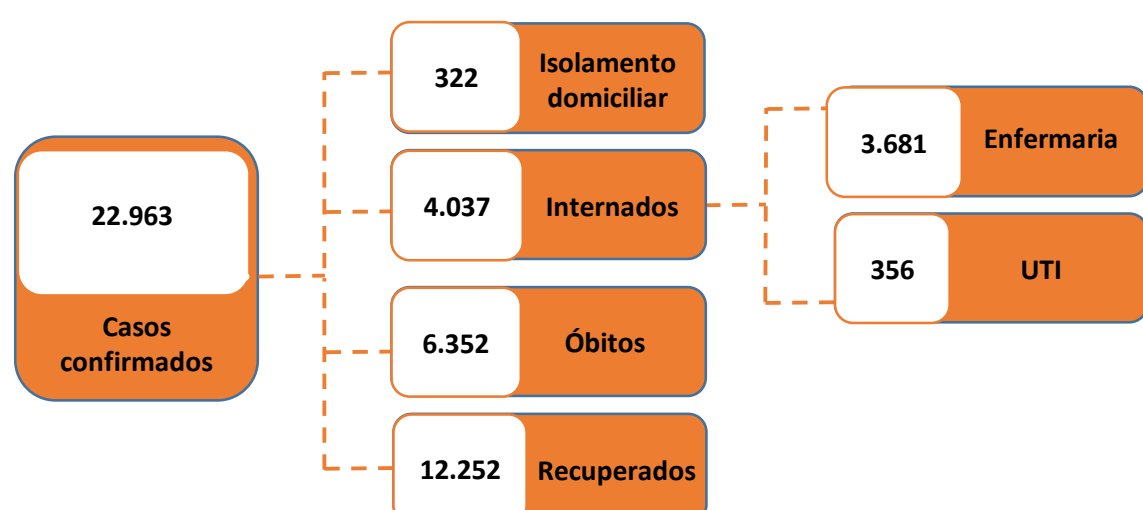 22.963
Casos
confirmados
322
Isolamento
domiciliar
4.037
Internados
6.352
Óbitos
12.252
Recuperados
3.681
Enfermaria
356
UTI